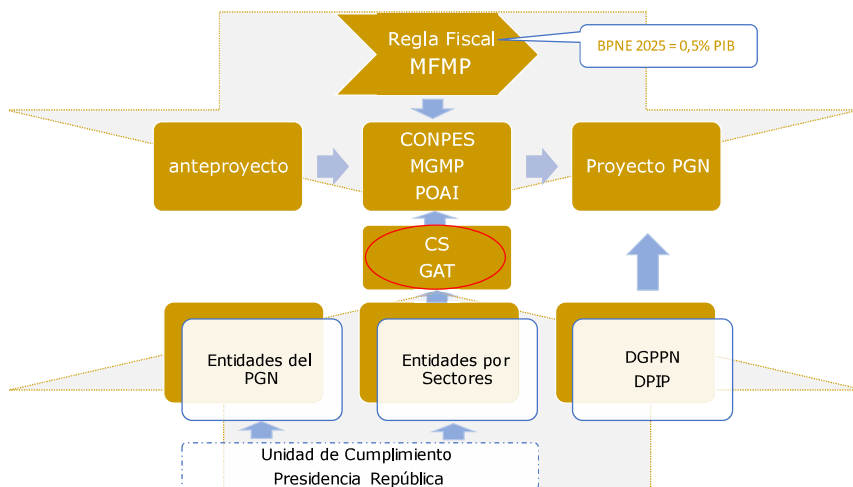 Regla Fiscal
MFMP
BPNE 2025 = 0,5% PIB
anteproyecto
CONPES
MGMP
POAI
Proyecto PGN
CS
GAT
Entidades del
PGN
Entidades por
Sectores
DGPPN
DPIP
Unidad de Cumplimiento
Presidencia República